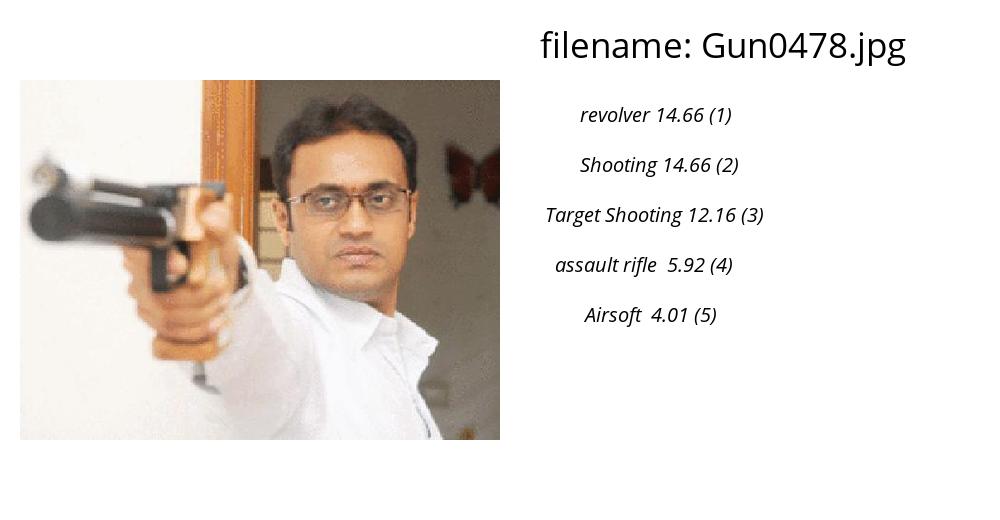 filename: Gun0478.jpg
revolver 14.66 (1)
Shooting 14.66 (2)
Target Shooting 12.16 (3)
assault rifle  5.92 (4)
Airsoft  4.01 (5)